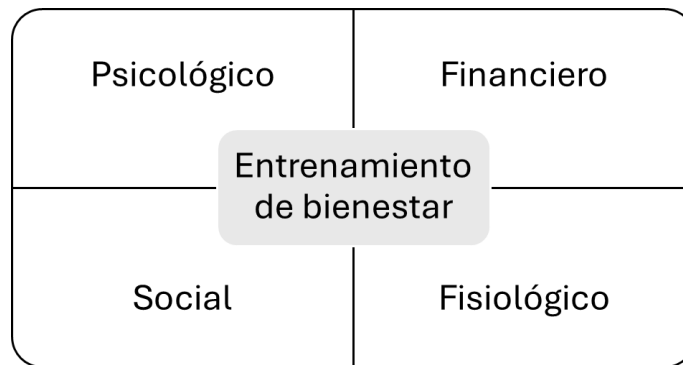 Psicológico
Financiero
Entrenamiento
de bienestar
Social
Fisiológico